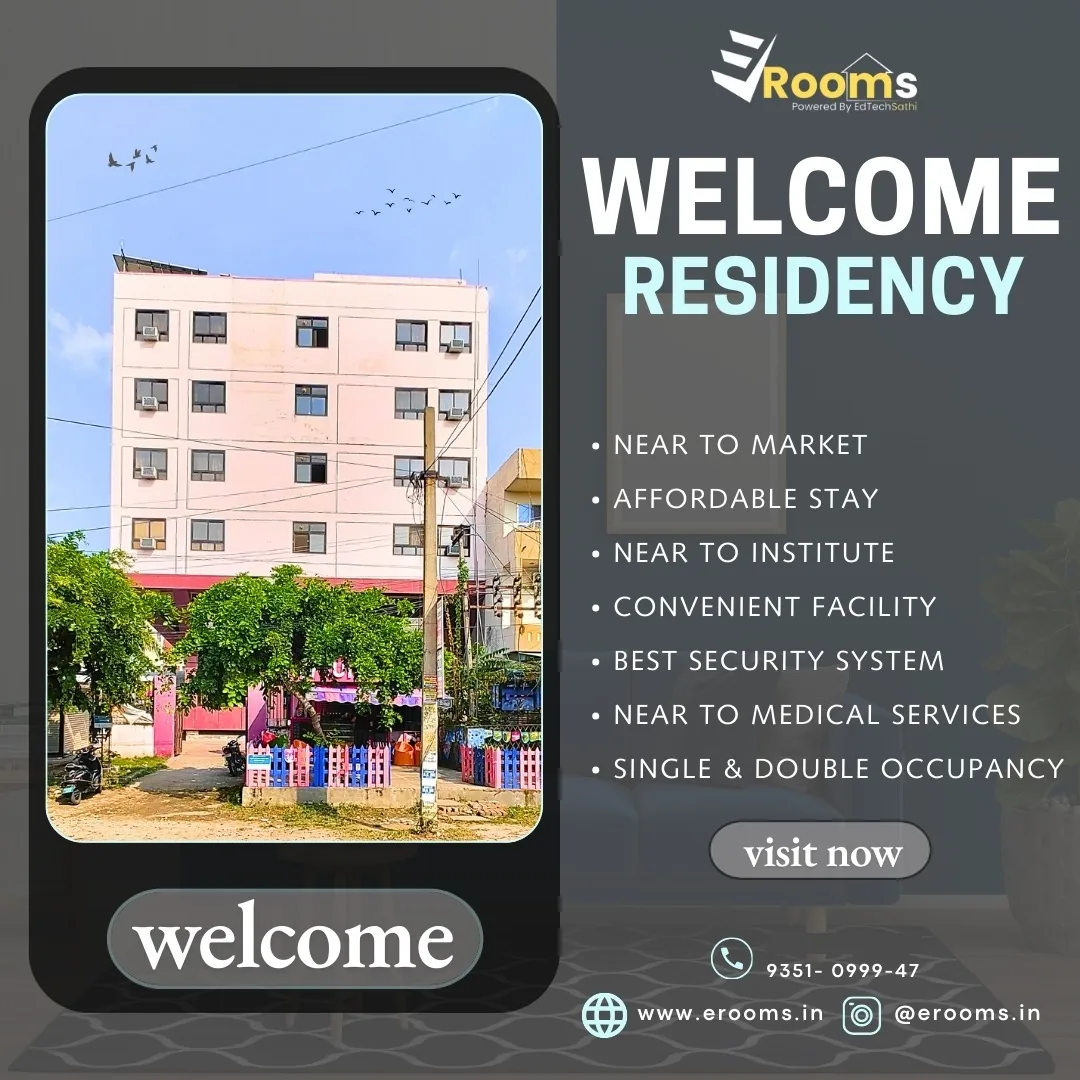 Rooms
Powered By EdTechSathi
WELCOME
RESIDENCY
• NEAR TO MARKET
• AFFORDABLE STAY
• NEAR TO INSTITUTE
• CONVENIENT FACILITY
• BEST SECURITY SYSTEM
• NEAR TO MEDICAL SERVICES
• SINGLE & DOUBLE OCCUPANCY
visit now
welcome
9351- 0999-47
www.erooms.in
@erooms.in